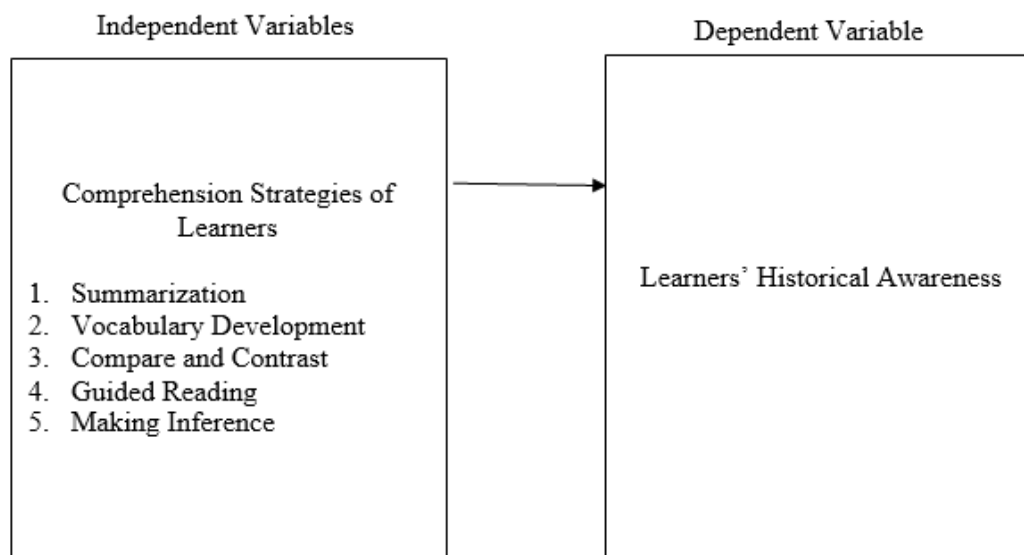 Independent Variables
Dependent Variable
Comprehension Strategies of
Learners
1. Summarization
2. Vocabulary Development
3. Compare and Contrast
4. Guided Reading
5. Making Inference
Learners’ Historical Awareness